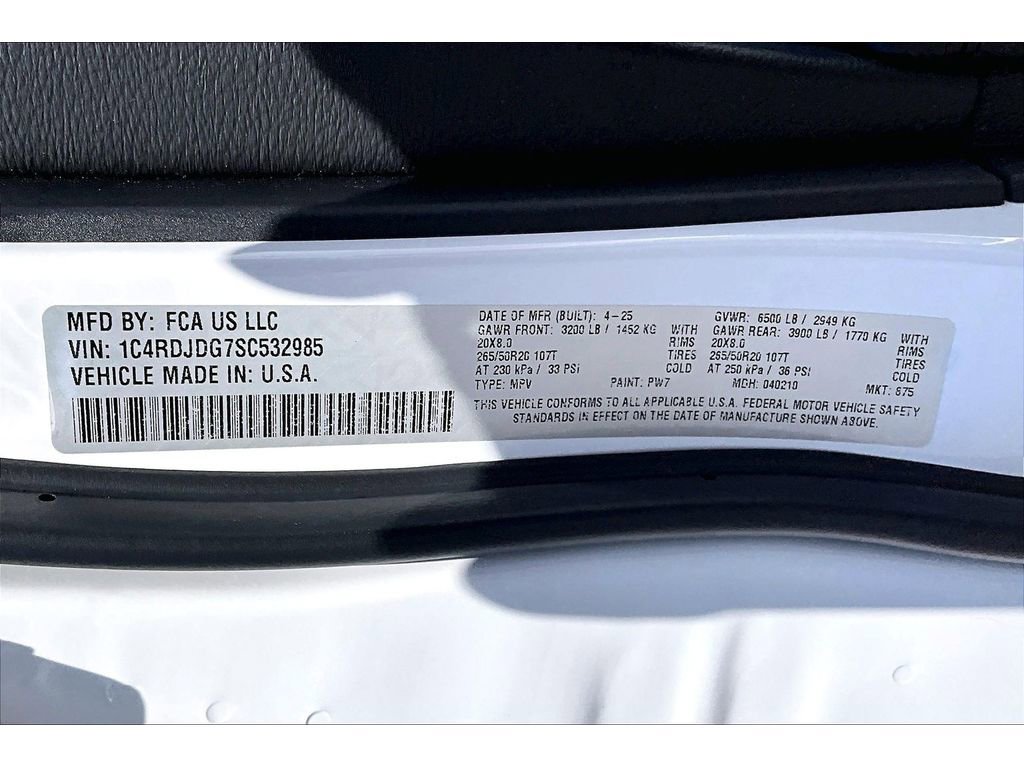 MFD BY: FCA US LLC
VIN: 1C4RDJDG7SC532985
VEHICLE MADE IN: U.S.A.
DATE OF MFR (BUILT): 4-25
GAWR FRONT: 3200 LB / 1452 KG WITH
20X8.0 RIMS
265/50R20 107T TIRES
AT 230 kPa / 33 PSI COLD
TYPE: MPV PAINT: PW7
GVWR: 6500 LB / 2949 KG
GAWR REAR: 3900 LB / 1770 KG WITH
20X8.0 RIMS
265/50R20 107T TIRES
AT 250 kPa / 36 PSI COLD
MDH: 040210 MKT: 875
THIS VEHICLE CONFORMS TO ALL APPLICABLE U.S.A. FEDERAL MOTOR VEHICLE SAFETY
STANDARDS IN EFFECT ON THE DATE OF MANUFACTURE SHOWN ABOVE.